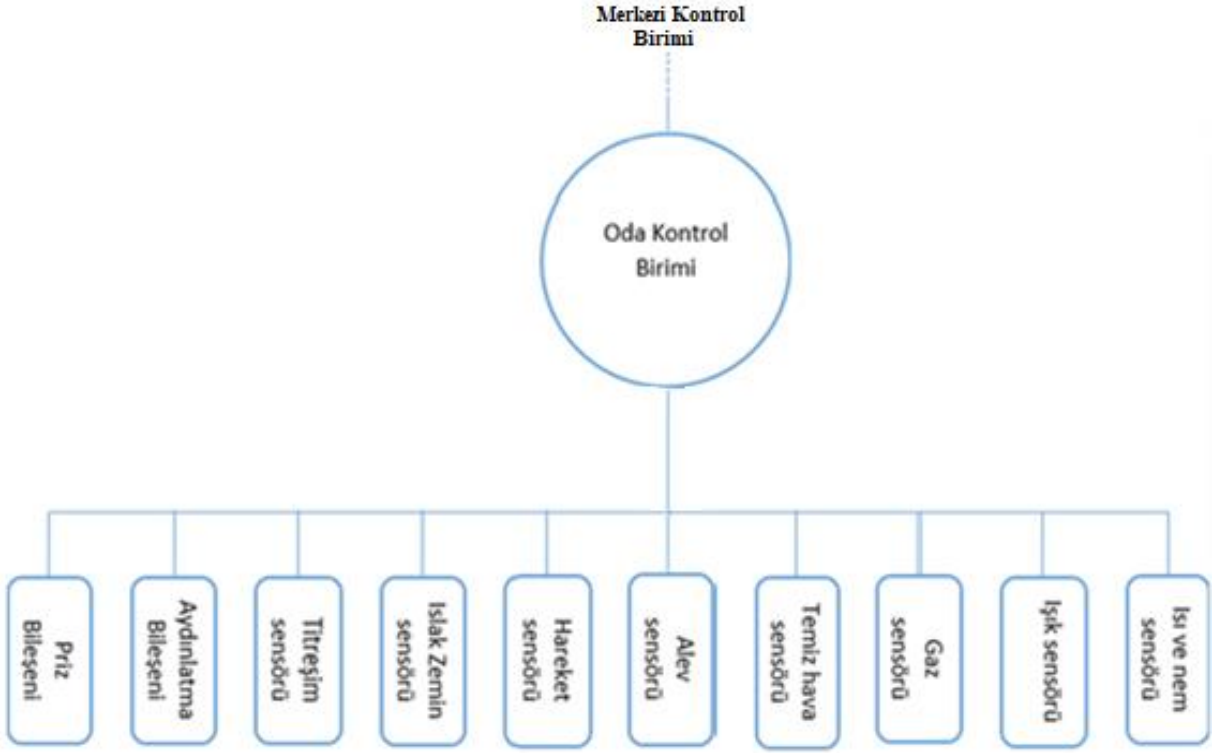 Merkezi Kontrol
Birimi
Oda Kontrol
Birimi
Priz
Bileşeni
Aydınlatma
Bileşeni
Titreşim
sensörü
Islak Zemin
sensörü
Hareket
sensörü
Alev
sensörü
Temiz hava
sensörü
Gaz
sensörü
Işık sensörü
Isı ve nem
sensörü